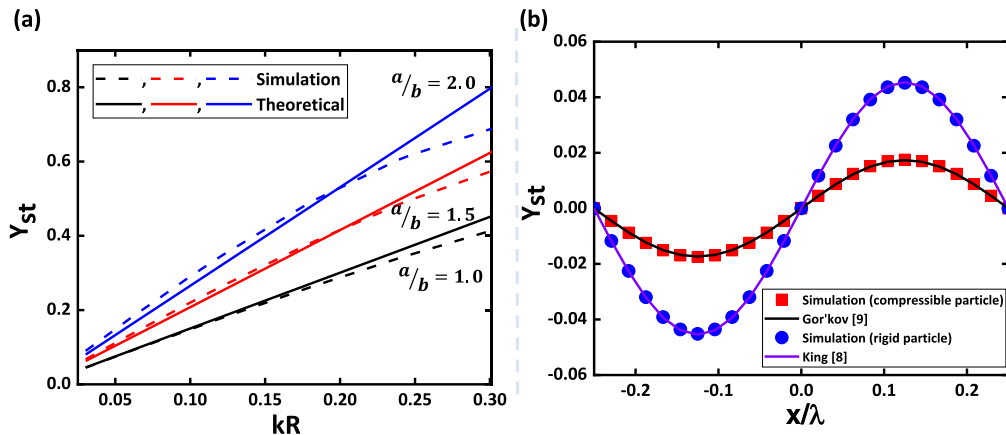 (a)
Y_st
0.8
0.6
0.4
0.2
0.0
0.05 0.10 0.15 0.20 0.25 0.30
kR
, , Simulation
, , Theoretical
a/b = 2.0
a/b = 1.5
a/b = 1.0
(b)
Y_st
0.06
0.04
0.02
0.00
-0.02
-0.04
-0.06
-0.2 -0.1 0.0 0.1 0.2
x/λ
Simulation (compressible particle)
Gor'kov [9]
Simulation (rigid particle)
King [8]